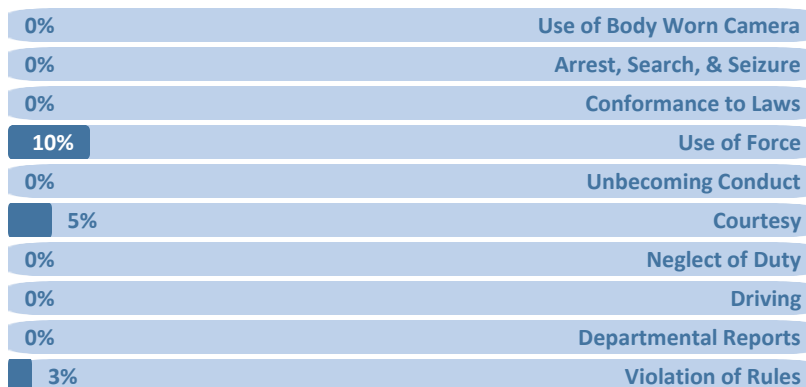 0% Use of Body Worn Camera
0% Arrest, Search, & Seizure
0% Conformance to Laws
10% Use of Force
0% Unbecoming Conduct
5% Courtesy
0% Neglect of Duty
0% Driving
0% Departmental Reports
3% Violation of Rules